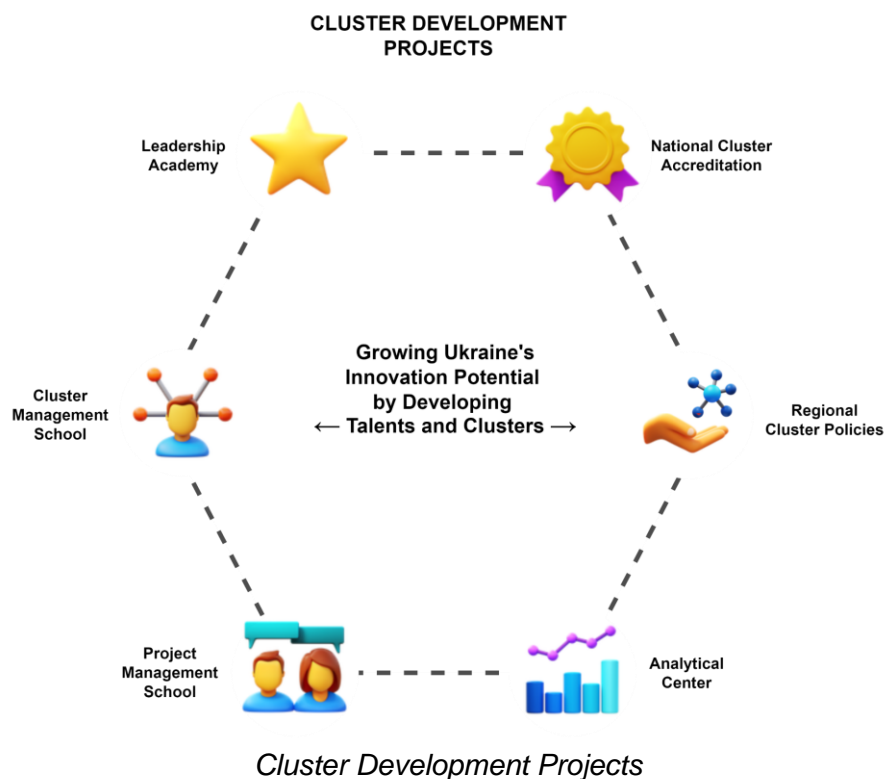 CLUSTER DEVELOPMENT
PROJECTS
Leadership
Academy
National Cluster
Accreditation
Growing Ukraine's
Innovation Potential
by Developing
← Talents and Clusters →
Cluster
Management
School
Regional
Cluster Policies
Project
Management
School
Analytical
Center
Cluster Development Projects